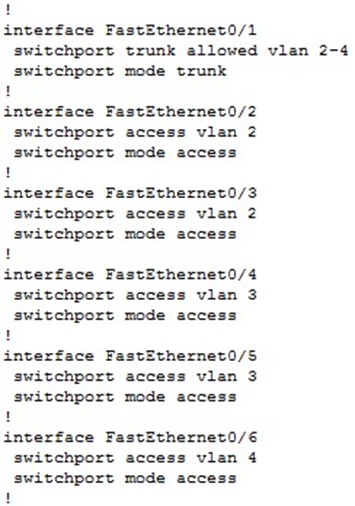 !
interface FastEthernet0/1
 switchport trunk allowed vlan 2-4
 switchport mode trunk
!
interface FastEthernet0/2
 switchport access vlan 2
 switchport mode access
!
interface FastEthernet0/3
 switchport access vlan 2
 switchport mode access
!
interface FastEthernet0/4
 switchport access vlan 3
 switchport mode access
!
interface FastEthernet0/5
 switchport access vlan 3
 switchport mode access
!
interface FastEthernet0/6
 switchport access vlan 4
 switchport mode access
!